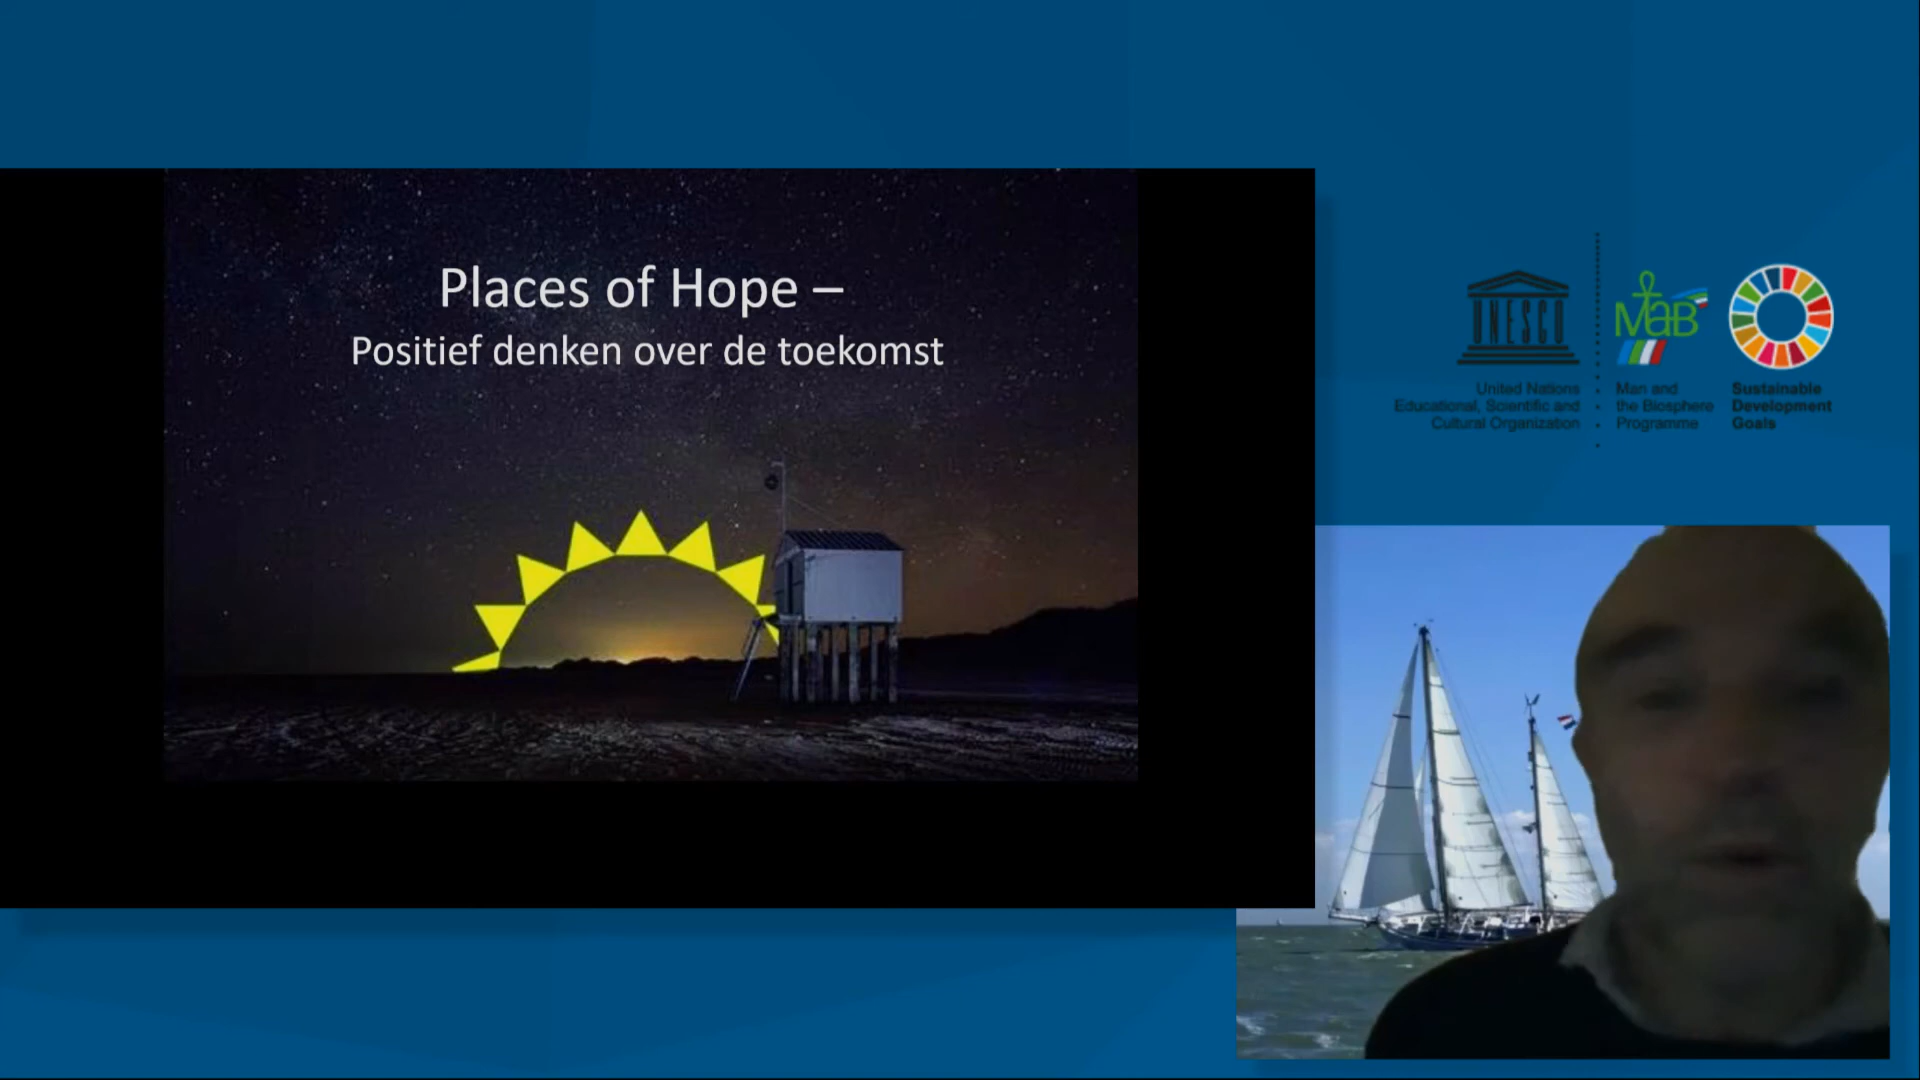 Places of Hope –
Positief denken over de toekomst
UNESCO
MaB
United Nations
Educational, Scientific and
Cultural Organization
Man and
the Biosphere
Programme
Sustainable
Development
Goals